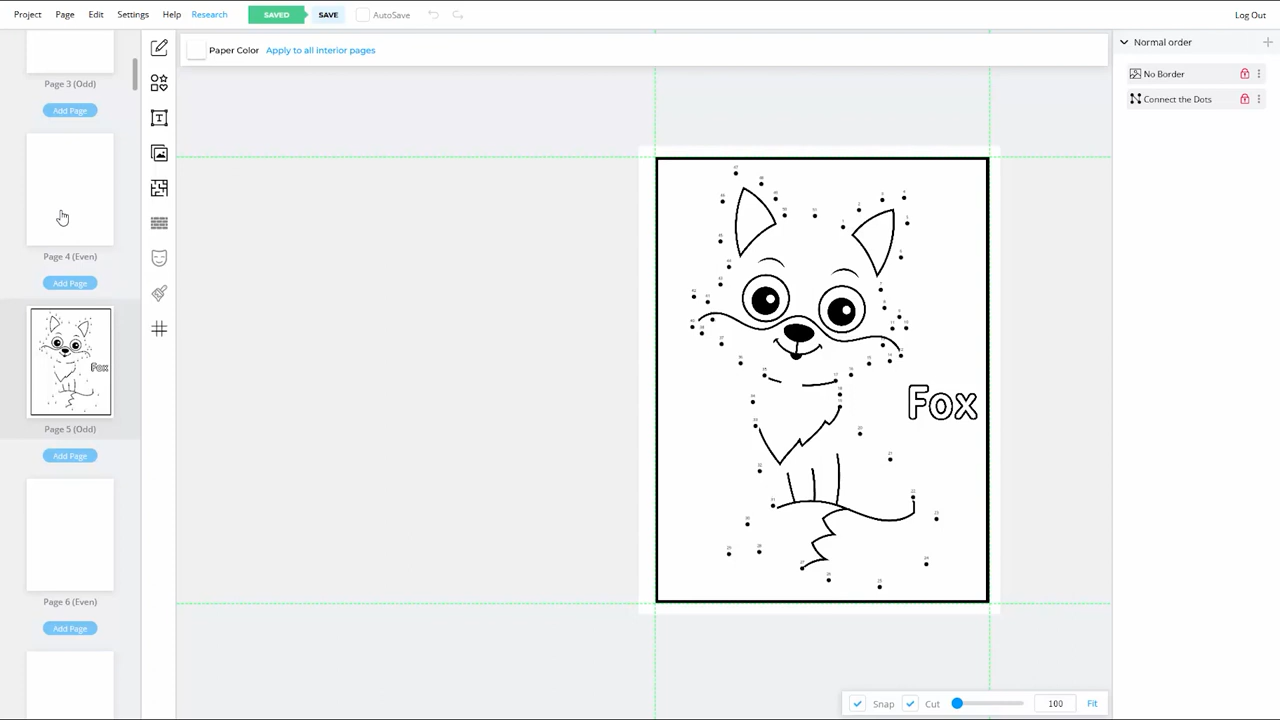 Project Page Edit Settings Help Research SAVED SAVE AutoSave Log Out
Paper Color Apply to all interior pages
Normal order
No Border
Connect the Dots
Page 3 (Odd)
Add Page
Page 4 (Even)
Add Page
Fox
Page 5 (Odd)
Add Page
Page 6 (Even)
Add Page
Fox
Snap Cut 100 Fit